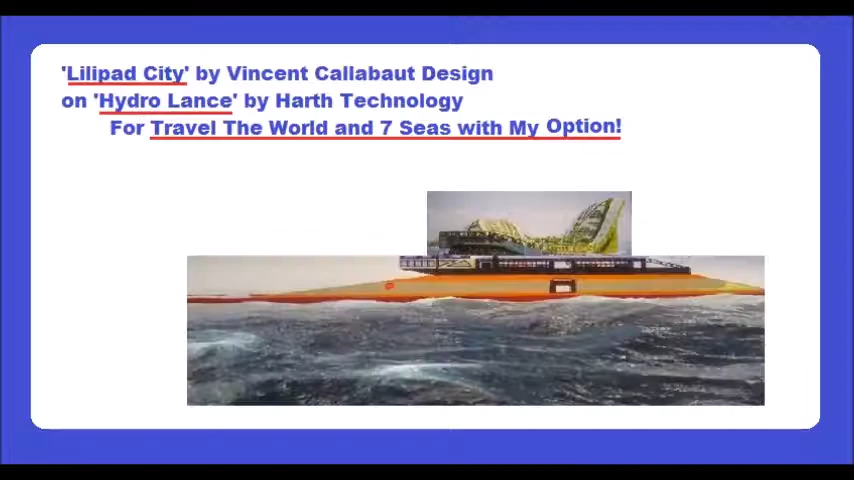 'Lilipad City' by Vincent Callabaut Design
on 'Hydro Lance' by Harth Technology
For Travel The World and 7 Seas with My Option!